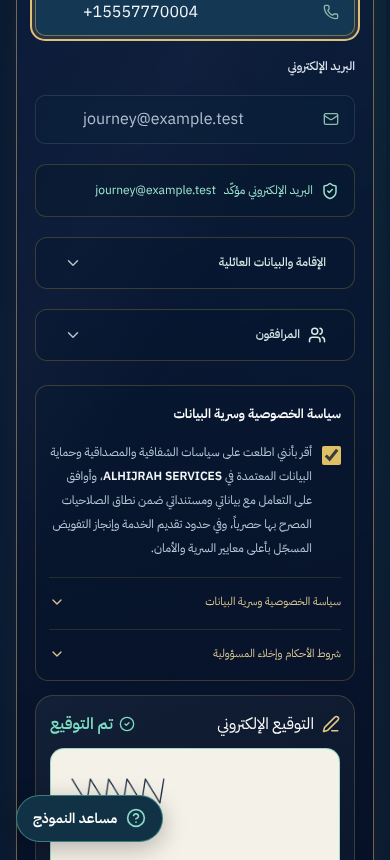 +15557770004
البريد الإلكتروني
journey@example.test
البريد الإلكتروني مؤكّد journey@example.test
الإقامة والبيانات العائلية
المرافقون
سياسة الخصوصية وسرية البيانات
أقر بأنني اطلعت على سياسات الشفافية والمصداقية وحماية
البيانات المعتمدة في ALHIJRAH SERVICES، وأوافق
على التعامل مع بياناتي ومستنداتي ضمن نطاق الصلاحيات
المصرح بها حصرياً، وفي حدود تقديم الخدمة وإنجاز التفويض
المسجّل بأعلى معايير السرية والأمان.
سياسة الخصوصية وسرية البيانات
شروط الأحكام وإخلاء المسؤولية
التوقيع الإلكتروني
تم التوقيع
مساعد النموذج